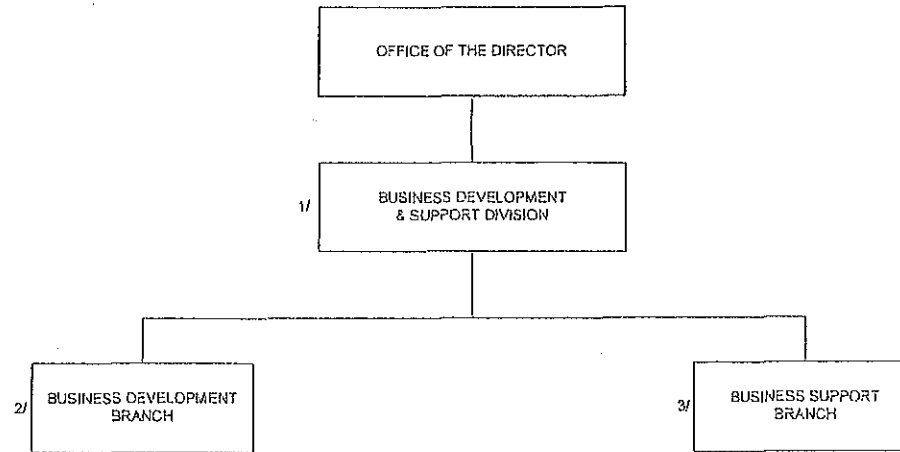 OFFICE OF THE DIRECTOR
1/
BUSINESS DEVELOPMENT
& SUPPORT DIVISION
2/
BUSINESS DEVELOPMENT
BRANCH
3/
BUSINESS SUPPORT
BRANCH